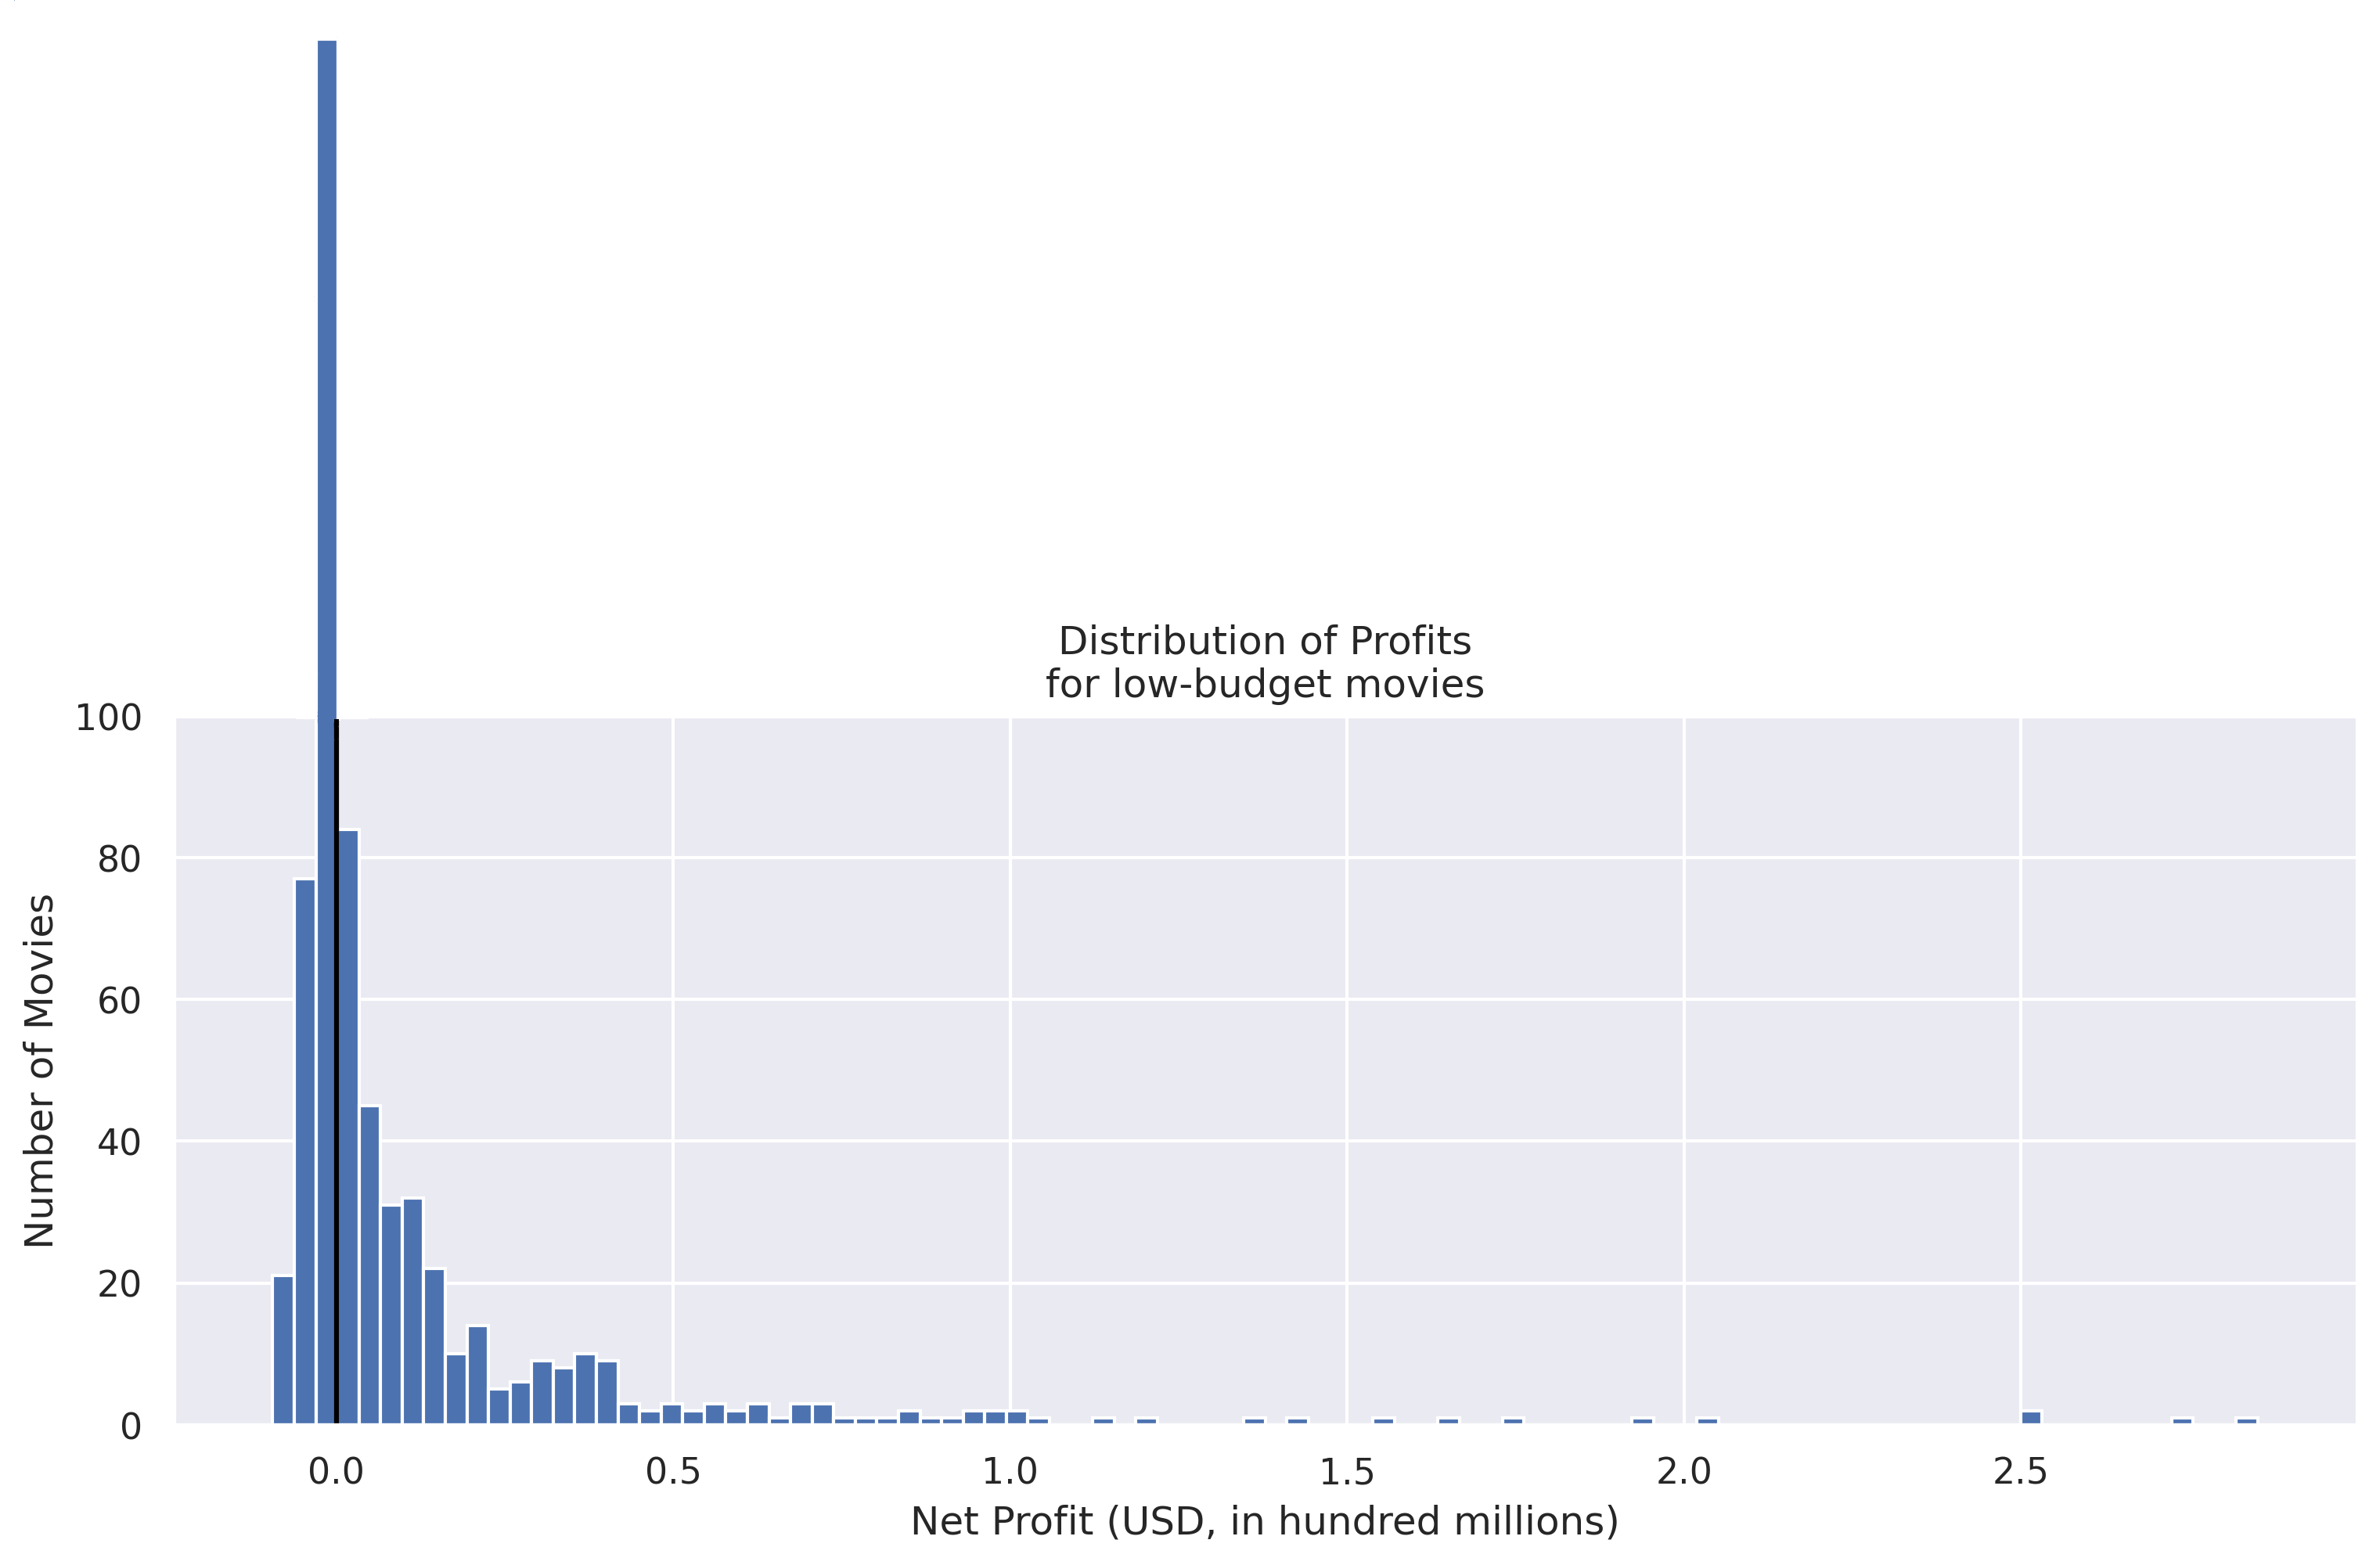 Distribution of Profits
for low-budget movies
100
80
60
40
20
0
Number of Movies
0.0 0.5 1.0 1.5 2.0 2.5
Net Profit (USD, in hundred millions)